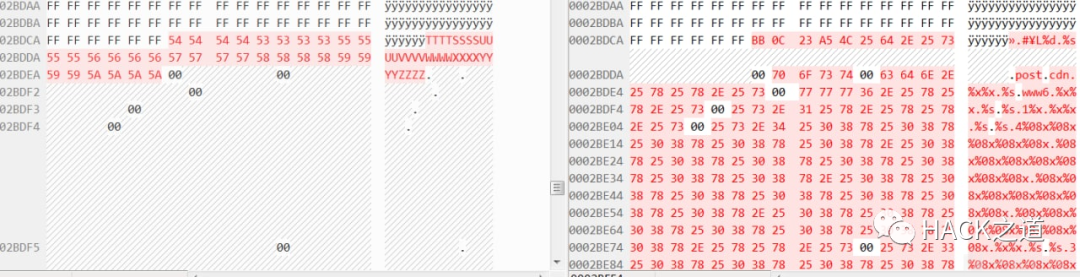 02BDAA FF FF FF FF FF FF FF FF FF FF FF FF FF FF FF FF ÿÿÿÿÿÿÿÿÿÿÿÿÿÿÿÿ
02BDBA FF FF FF FF FF FF FF FF FF FF FF FF FF FF FF FF ÿÿÿÿÿÿÿÿÿÿÿÿÿÿÿÿ
02BDCA FF FF FF FF FF FF 54 54 54 54 53 53 53 53 55 55 ÿÿÿÿÿÿTTTTSSSSUU
02BDDA 55 55 56 56 56 56 57 57 57 57 58 58 58 58 59 59 UUVVVVWWWWXXXXYY
02BDEA 59 59 5A 5A 5A 5A 00 00 YYZZZZ. .
02BDF2 00 .
02BDF3 00 .
02BDF4 00 .
02BDF5 00 .
0002BDAA FF FF FF FF FF FF FF FF FF FF FF FF FF FF FF FF ÿÿÿÿÿÿÿÿÿÿÿÿÿÿÿÿ
0002BDBA FF FF FF FF FF FF FF FF FF FF FF FF FF FF FF FF ÿÿÿÿÿÿÿÿÿÿÿÿÿÿÿÿ
0002BDCA FF FF FF FF FF FF BB 0C 23 A5 4C 25 64 2E 25 73 ÿÿÿÿÿÿ».#¥L%d.%s
0002BDDA 00 70 6F 73 74 00 63 64 6E 2E .post.cdn.
0002BDE4 25 78 25 78 2E 25 73 00 77 77 77 36 2E 25 78 25 %x%x.%s.www6.%x%
0002BDF4 78 2E 25 73 00 25 73 2E 31 25 78 2E 25 78 25 78 x.%s.%s.1%x.%x%x
0002BE04 2E 25 73 00 25 73 2E 34 25 30 38 78 25 30 38 78 .%s.%s.4%08x%08x
0002BE14 25 30 38 78 25 30 38 78 25 30 38 78 2E 25 30 38 %08x%08x%08x.%08
0002BE24 78 25 30 38 78 25 30 38 78 25 30 38 78 25 30 38 x%08x%08x%08x%08
0002BE34 78 25 30 38 78 25 30 38 78 2E 25 30 38 78 25 30 x%08x%08x.%08x%0
0002BE44 38 78 25 30 38 78 25 30 38 78 25 30 38 78 25 30 8x%08x%08x%08x%0
0002BE54 38 78 25 30 38 78 2E 25 30 38 78 25 38 78 25
0002BE64 30 38 78 25 30 38 78 25 30 38 78 25 30 78 25
HACK之道
0002BE74 30 38 78 2E 25 78 25 78 2E 25 73 00 25 73 2E 33 08x.%x%x.%s.%s.3
0002BE84 25 30 38 78 25 30 38 78 25 30 38 78 25 30 38 78 %08x%08x%08x%08x